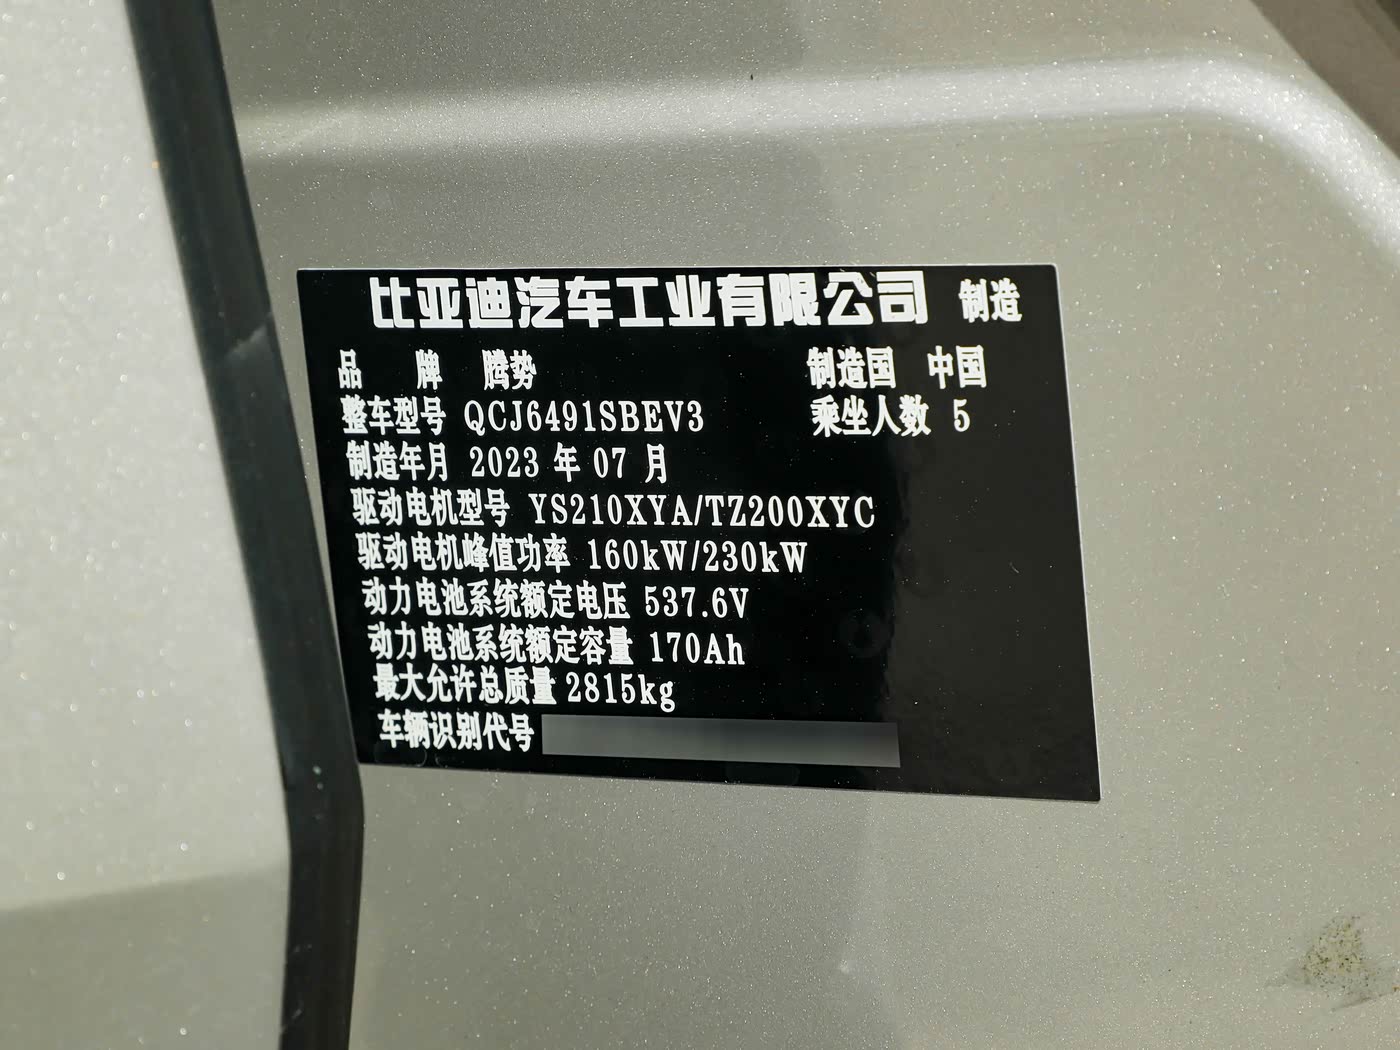 比亚迪汽车工业有限公司 制造
品 牌 腾势 制造国 中国
整车型号 QCJ6491SBEV3 乘坐人数 5
制造年月 2023 年 07 月
驱动电机型号 YS210XYA/TZ200XYC
驱动电机峰值功率 160kW/230kW
动力电池系统额定电压 537.6V
动力电池系统额定容量 170Ah
最大允许总质量 2815kg
车辆识别代号